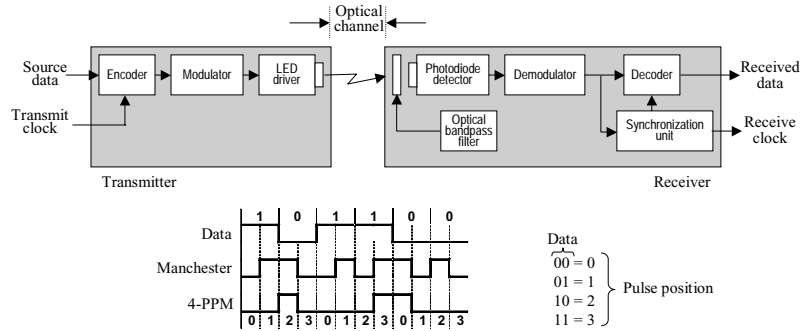 Optical
channel
Source
data
Encoder
Modulator
LED
driver
Photodiode
detector
Demodulator
Decoder
Received
data
Transmit
clock
Optical
bandpass
filter
Synchronization
unit
Receive
clock
Transmitter
Receiver
1 0 1 1 0 0
Data
Manchester
4-PPM
0 1 2 3 0 1 2 3 0 1 2 3
Data
00 = 0
01 = 1
10 = 2
11 = 3
Pulse position